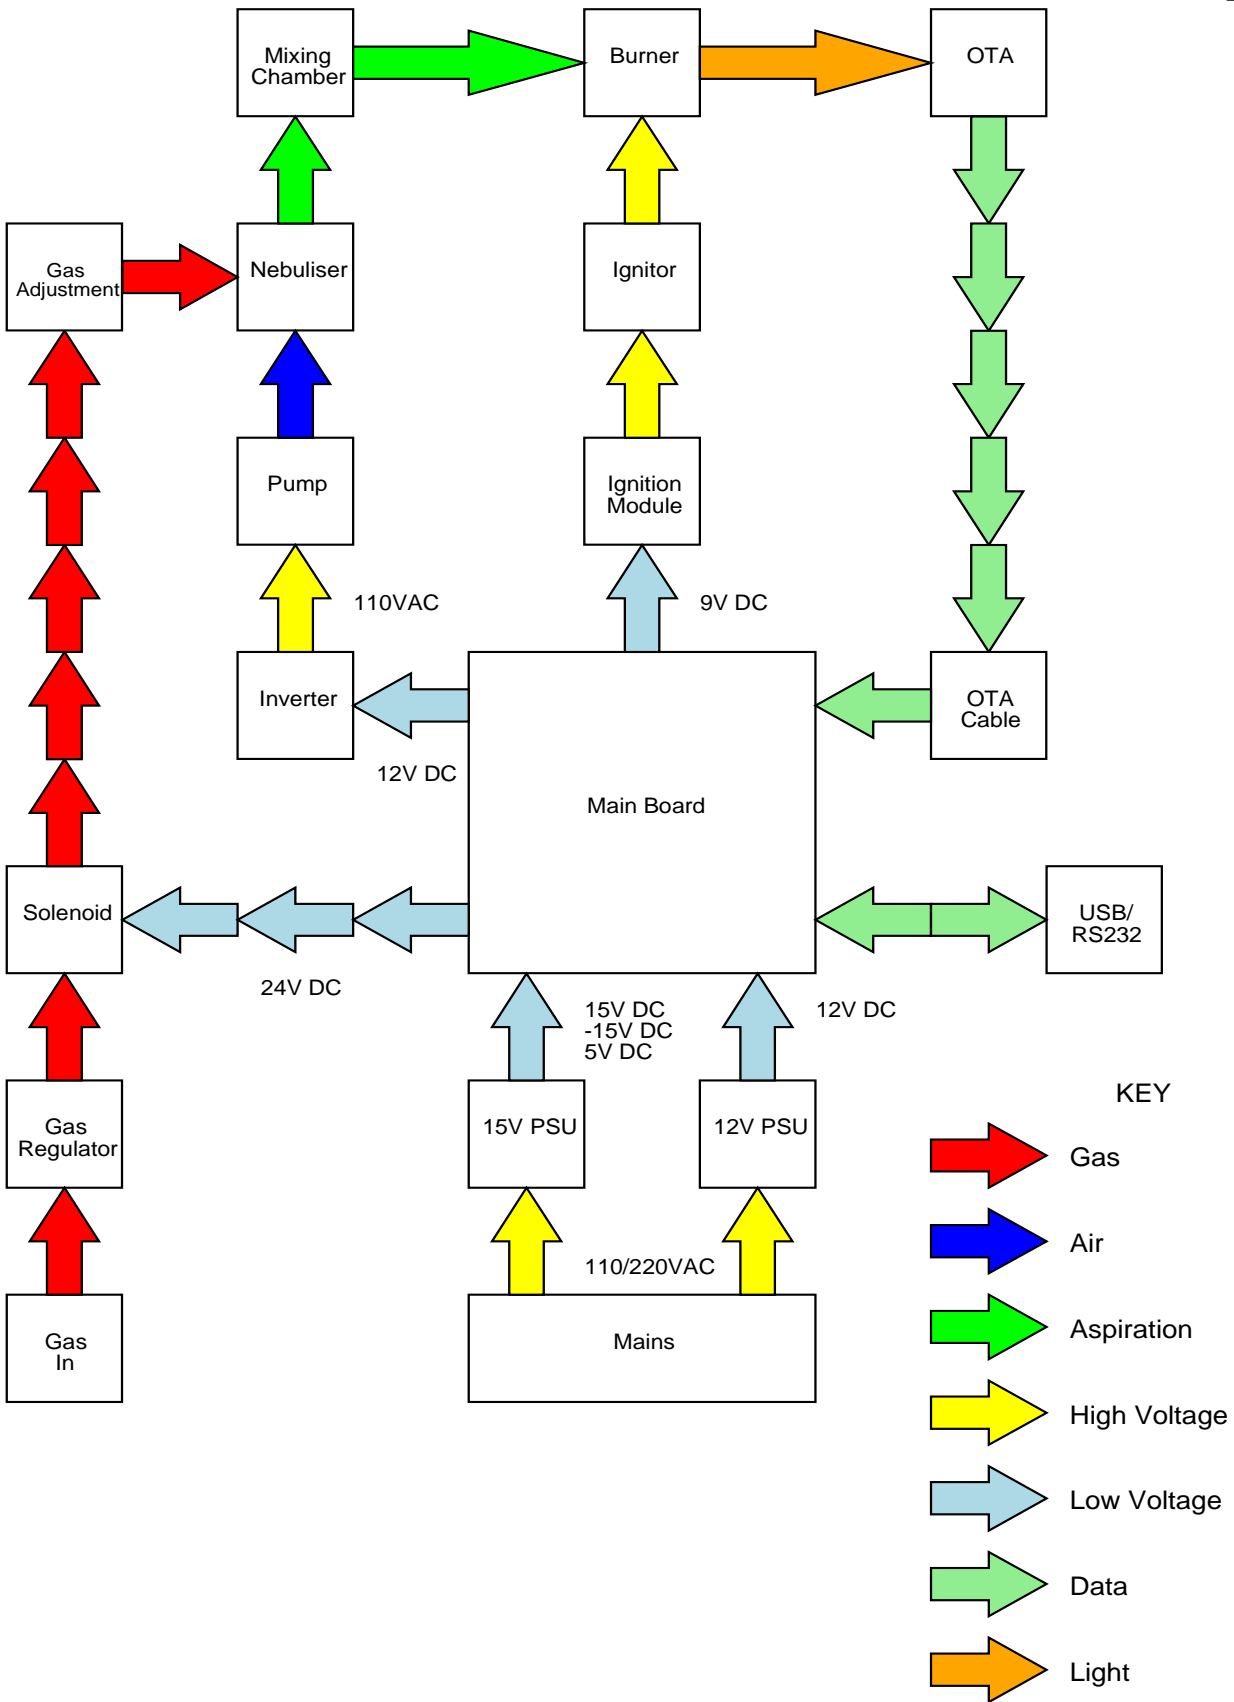 Mixing
Chamber
Burner
OTA
Gas
Adjustment
Nebuliser
Ignitor
Pump
Ignition
Module
110VAC
9V DC
Inverter
OTA
Cable
12V DC
Main Board
Solenoid
USB/
RS232
24V DC
15V DC
-15V DC
5V DC
12V DC
Gas
Regulator
15V PSU
12V PSU
KEY
Gas
Air
110/220VAC
Gas
In
Mains
Aspiration
High Voltage
Low Voltage
Data
Light